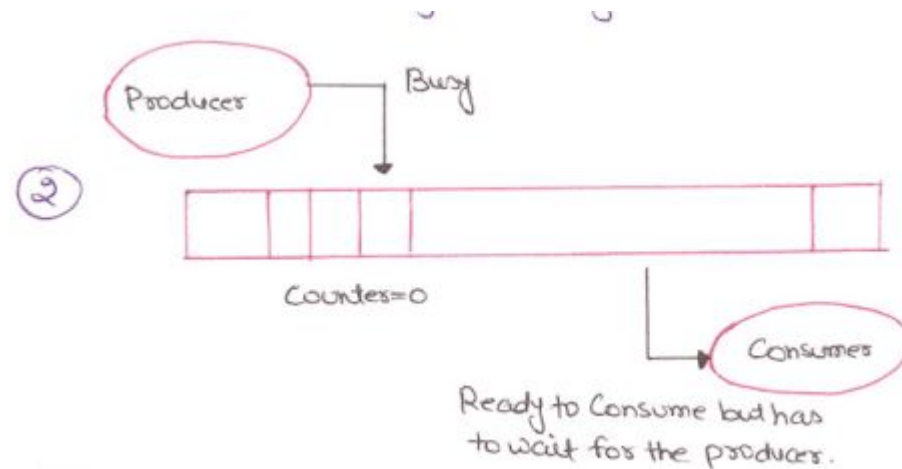 Producer
Busy
2
Counter=0
Consumer
Ready to Consume but has
to wait for the producer.